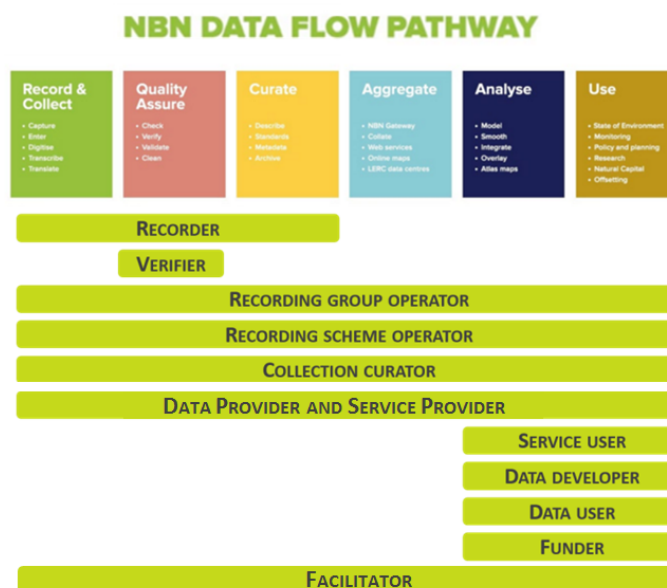 NBN DATA FLOW PATHWAY
Record &
Collect
• Capture
• Enter
• Digitise
• Transcribe
• Translate
Quality
Assure
• Check
• Verify
• Validate
• Clean
Curate
• Describe
• Standards
• Metadata
• Archive
Aggregate
• NBN Gateway
• Collate
• Web services
• Online maps
• LERC data centres
Analyse
• Model
• Smooth
• Integrate
• Overlay
• Atlas maps
Use
• State of Environment
• Monitoring
• Policy and planning
• Research
• Natural Capital
• Offsetting
RECORDER
VERIFIER
RECORDING GROUP OPERATOR
RECORDING SCHEME OPERATOR
COLLECTION CURATOR
DATA PROVIDER AND SERVICE PROVIDER
SERVICE USER
DATA DEVELOPER
DATA USER
FUNDER
FACILITATOR